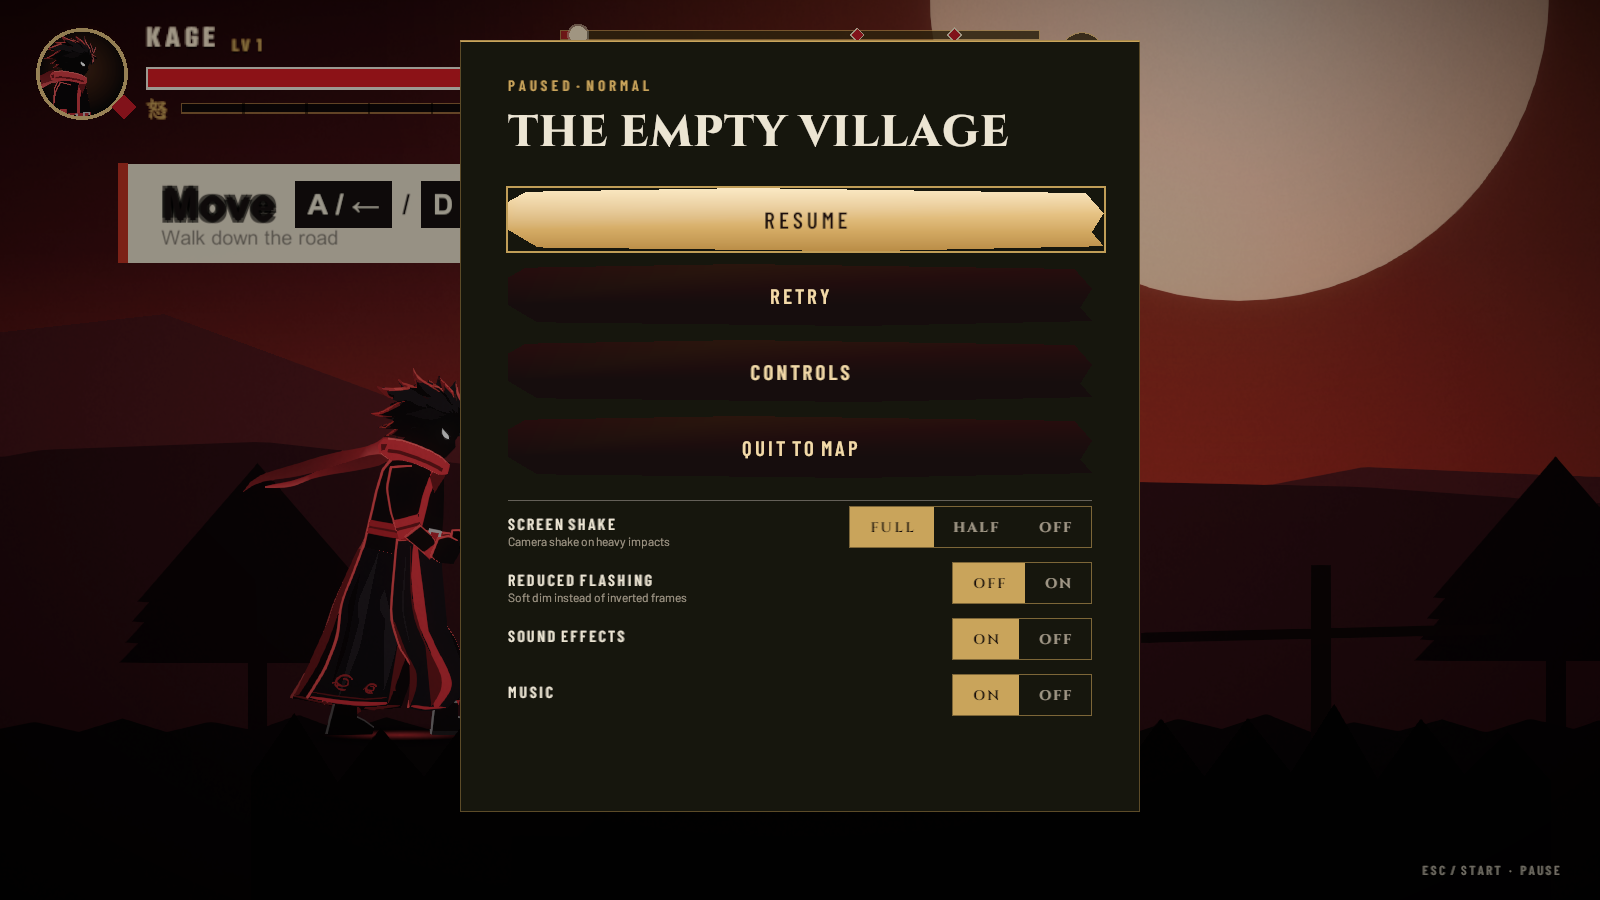 KAGE LV 1
怒
Move A / ← / D
Walk down the road
PAUSED · NORMAL
THE EMPTY VILLAGE
RESUME
RETRY
CONTROLS
QUIT TO MAP
SCREEN SHAKE FULL HALF OFF
Camera shake on heavy impacts
REDUCED FLASHING OFF ON
Soft dim instead of inverted frames
SOUND EFFECTS ON OFF
MUSIC ON OFF
ESC / START · PAUSE